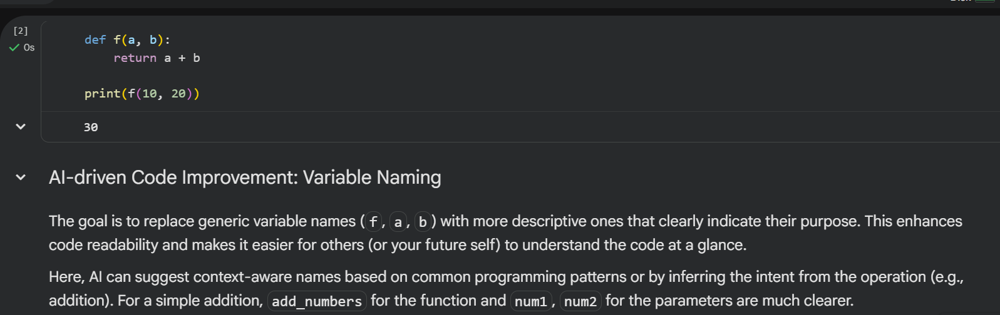 [2]
0s
def f(a, b):
    return a + b
print(f(10, 20))
30
AI-driven Code Improvement: Variable Naming
The goal is to replace generic variable names ( f , a , b ) with more descriptive ones that clearly indicate their purpose. This enhances
code readability and makes it easier for others (or your future self) to understand the code at a glance.
Here, AI can suggest context-aware names based on common programming patterns or by inferring the intent from the operation (e.g.,
addition). For a simple addition, add_numbers for the function and num1 , num2 for the parameters are much clearer.